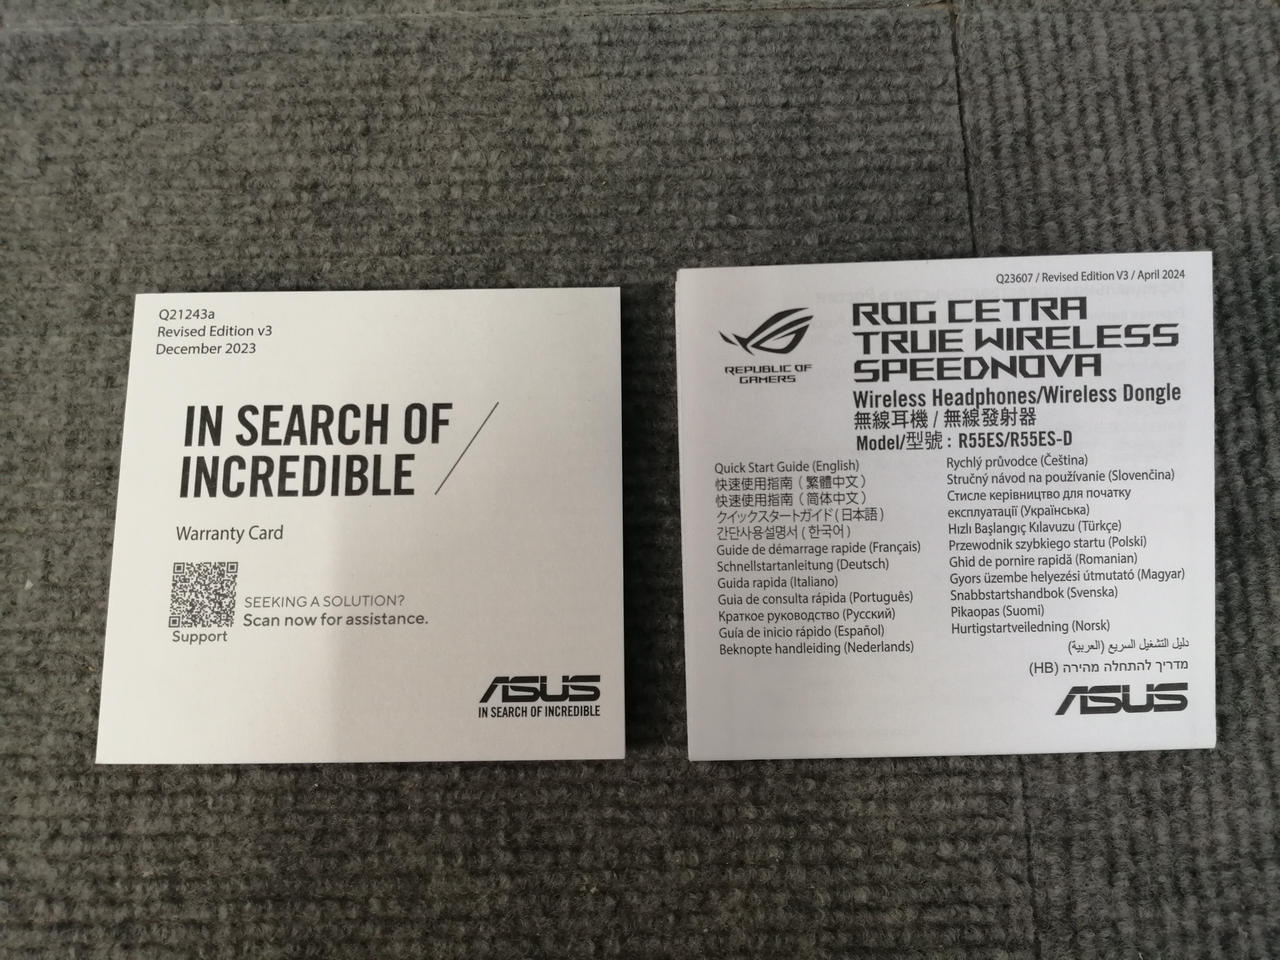 Q21243a
Revised Edition v3
December 2023
IN SEARCH OF
INCREDIBLE
Warranty Card
SEEKING A SOLUTION?
Scan now for assistance.
Support
ASUS
IN SEARCH OF INCREDIBLE
Q23607 / Revised Edition V3 / April 2024
REPUBLIC OF
GAMERS
ROG CETRA
TRUE WIRELESS
SPEEDNOVA
Wireless Headphones/Wireless Dongle
無線耳機 / 無線發射器
Model/型號 : R55ES/R55ES-D
Quick Start Guide (English)
快速使用指南（繁體中文）
快速使用指南（简体中文）
クイックスタートガイド ( 日本語 )
간단사용설명서 ( 한국어 )
Guide de démarrage rapide (Français)
Schnellstartanleitung (Deutsch)
Guida rapida (Italiano)
Guia de consulta rápida (Português)
Краткое руководство (Русский)
Guía de inicio rápido (Español)
Beknopte handleiding (Nederlands)
Rychlý průvodce (Čeština)
Stručný návod na používanie (Slovenčina)
Стисле керівництво для початку
експлуатації (Українська)
Hızlı Başlangıç Kılavuzu (Türkçe)
Przewodnik szybkiego startu (Polski)
Ghid de pornire rapidă (Romanian)
Gyors üzembe helyezési útmutató (Magyar)
Snabbstartshandbok (Svenska)
Pikaopas (Suomi)
Hurtigstartveiledning (Norsk)
دليل التشغيل السريع (العربية)
מדריך להתחלה מהירה (HB)
ASUS